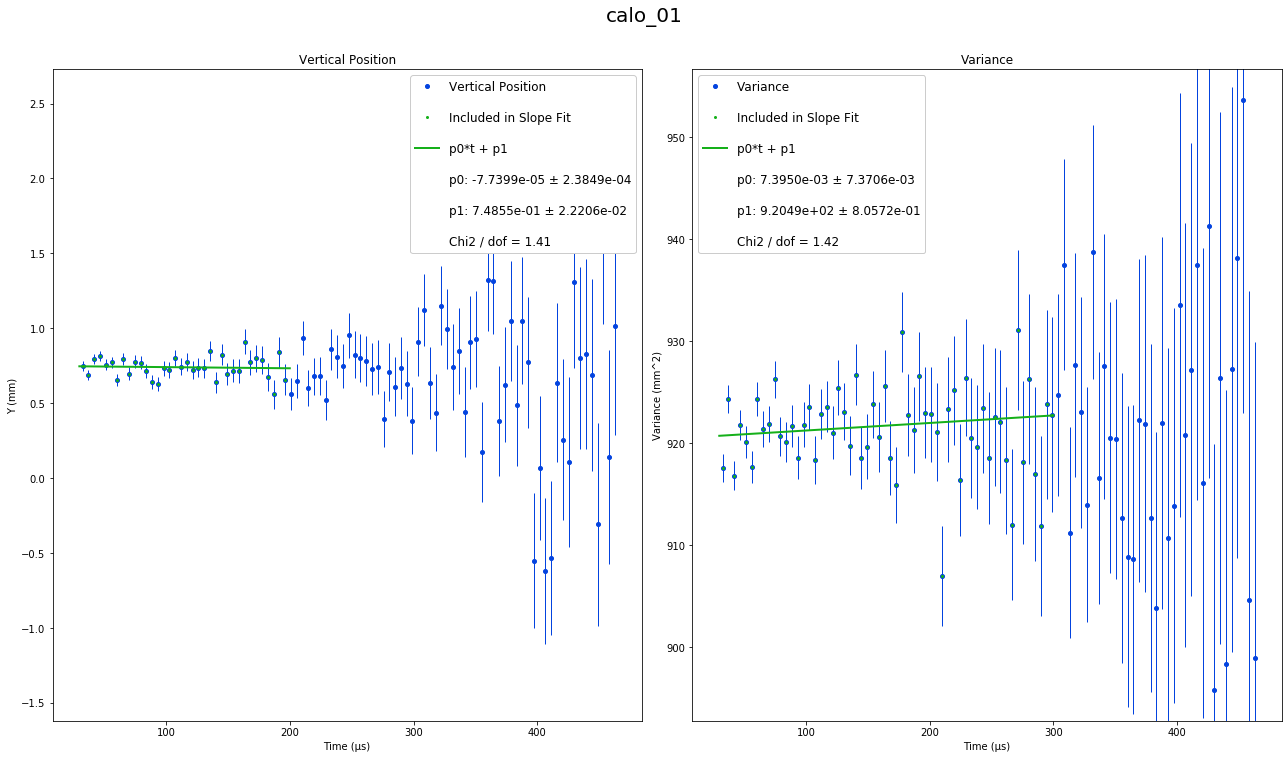 calo_01
Vertical Position
Vertical Position
Included in Slope Fit
p0*t + p1
p0: -7.7399e-05 ± 2.3849e-04
p1: 7.4855e-01 ± 2.2206e-02
Chi2 / dof = 1.41
2.5
2.0
1.5
1.0
0.5
0.0
−0.5
−1.0
−1.5
Y (mm)
100
200
300
400
Time (μs)
Variance
Variance
Included in Slope Fit
p0*t + p1
p0: 7.3950e-03 ± 7.3706e-03
p1: 9.2049e+02 ± 8.0572e-01
Chi2 / dof = 1.42
950
940
930
920
910
900
Variance (mm^2)
100
200
300
400
Time (μs)